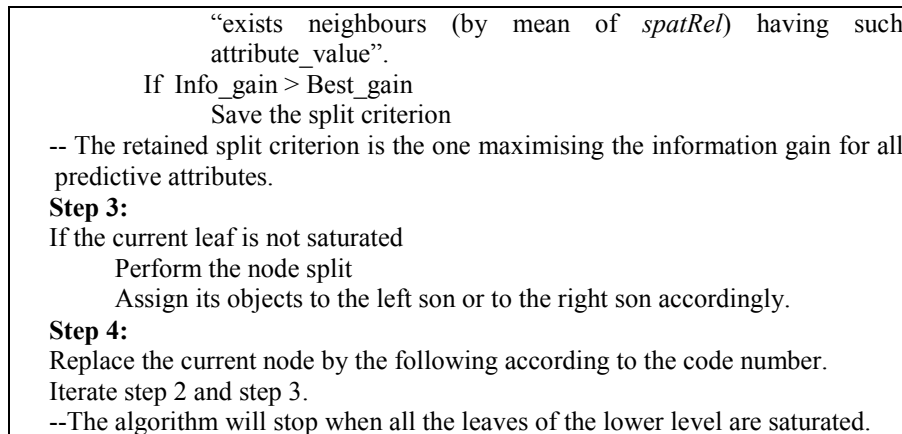 “exists neighbours (by mean of spatRel) having such
attribute_value”.
If Info_gain > Best_gain
Save the split criterion
-- The retained split criterion is the one maximising the information gain for all
predictive attributes.
Step 3:
If the current leaf is not saturated
Perform the node split
Assign its objects to the left son or to the right son accordingly.
Step 4:
Replace the current node by the following according to the code number.
Iterate step 2 and step 3.
--The algorithm will stop when all the leaves of the lower level are saturated.